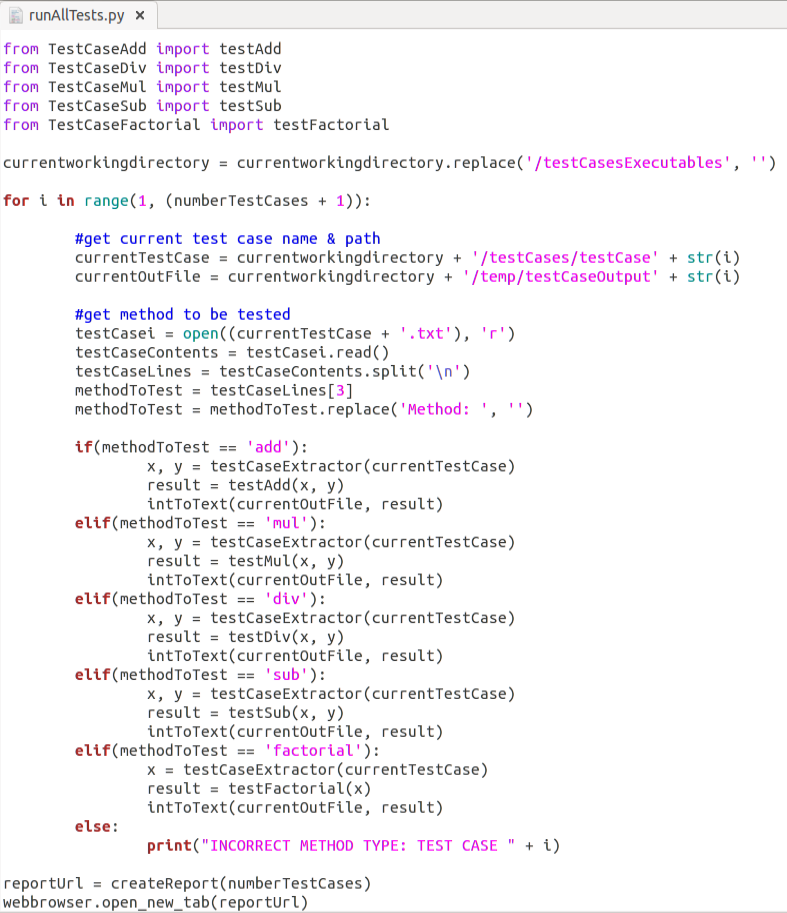 runAllTests.py ×
from TestCaseAdd import testAdd
from TestCaseDiv import testDiv
from TestCaseMul import testMul
from TestCaseSub import testSub
from TestCaseFactorial import testFactorial

currentworkingdirectory = currentworkingdirectory.replace('/testCasesExecutables', '')

for i in range(1, (numberTestCases + 1)):

        #get current test case name & path
        currentTestCase = currentworkingdirectory + '/testCases/testCase' + str(i)
        currentOutFile = currentworkingdirectory + '/temp/testCaseOutput' + str(i)

        #get method to be tested
        testCasei = open((currentTestCase + '.txt'), 'r')
        testCaseContents = testCasei.read()
        testCaseLines = testCaseContents.split('\n')
        methodToTest = testCaseLines[3]
        methodToTest = methodToTest.replace('Method: ', '')

        if(methodToTest == 'add'):
                x, y = testCaseExtractor(currentTestCase)
                result = testAdd(x, y)
                intToText(currentOutFile, result)
        elif(methodToTest == 'mul'):
                x, y = testCaseExtractor(currentTestCase)
                result = testMul(x, y)
                intToText(currentOutFile, result)
        elif(methodToTest == 'div'):
                x, y = testCaseExtractor(currentTestCase)
                result = testDiv(x, y)
                intToText(currentOutFile, result)
        elif(methodToTest == 'sub'):
                x, y = testCaseExtractor(currentTestCase)
                result = testSub(x, y)
                intToText(currentOutFile, result)
        elif(methodToTest == 'factorial'):
                x = testCaseExtractor(currentTestCase)
                result = testFactorial(x)
                intToText(currentOutFile, result)
        else:
                print("INCORRECT METHOD TYPE: TEST CASE " + i)

reportUrl = createReport(numberTestCases)
webbrowser.open_new_tab(reportUrl)